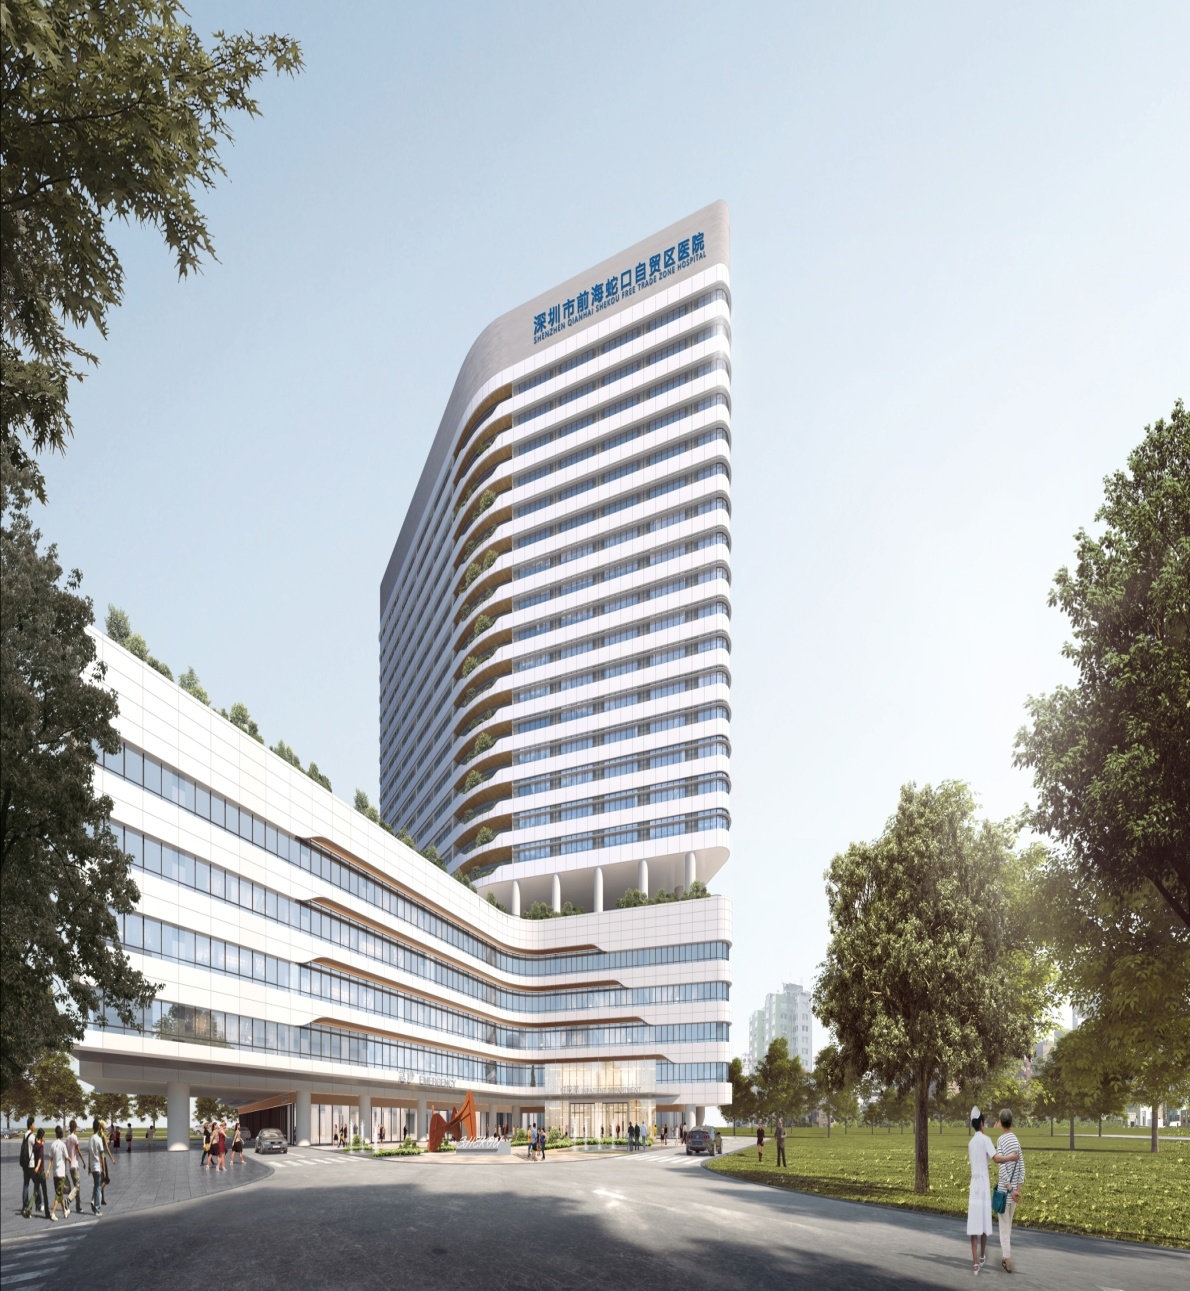 深圳市前海蛇口自贸区医院
SHENZHEN QIANHAI SHEKOU FREE TRADE ZONE HOSPITAL
EMERGENCY